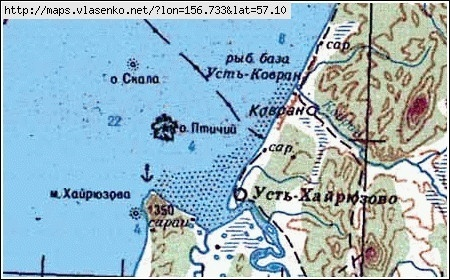 http://maps.vlasenko.net/?lon=156.733&lat=57.10
8
сар.
рыб. база
Усть-Ковран
о. Скала
Ковран
22
о. Птичий
4
сар.
м. Хайрюзова
Усть-Хайрюзово
350
4
сараи